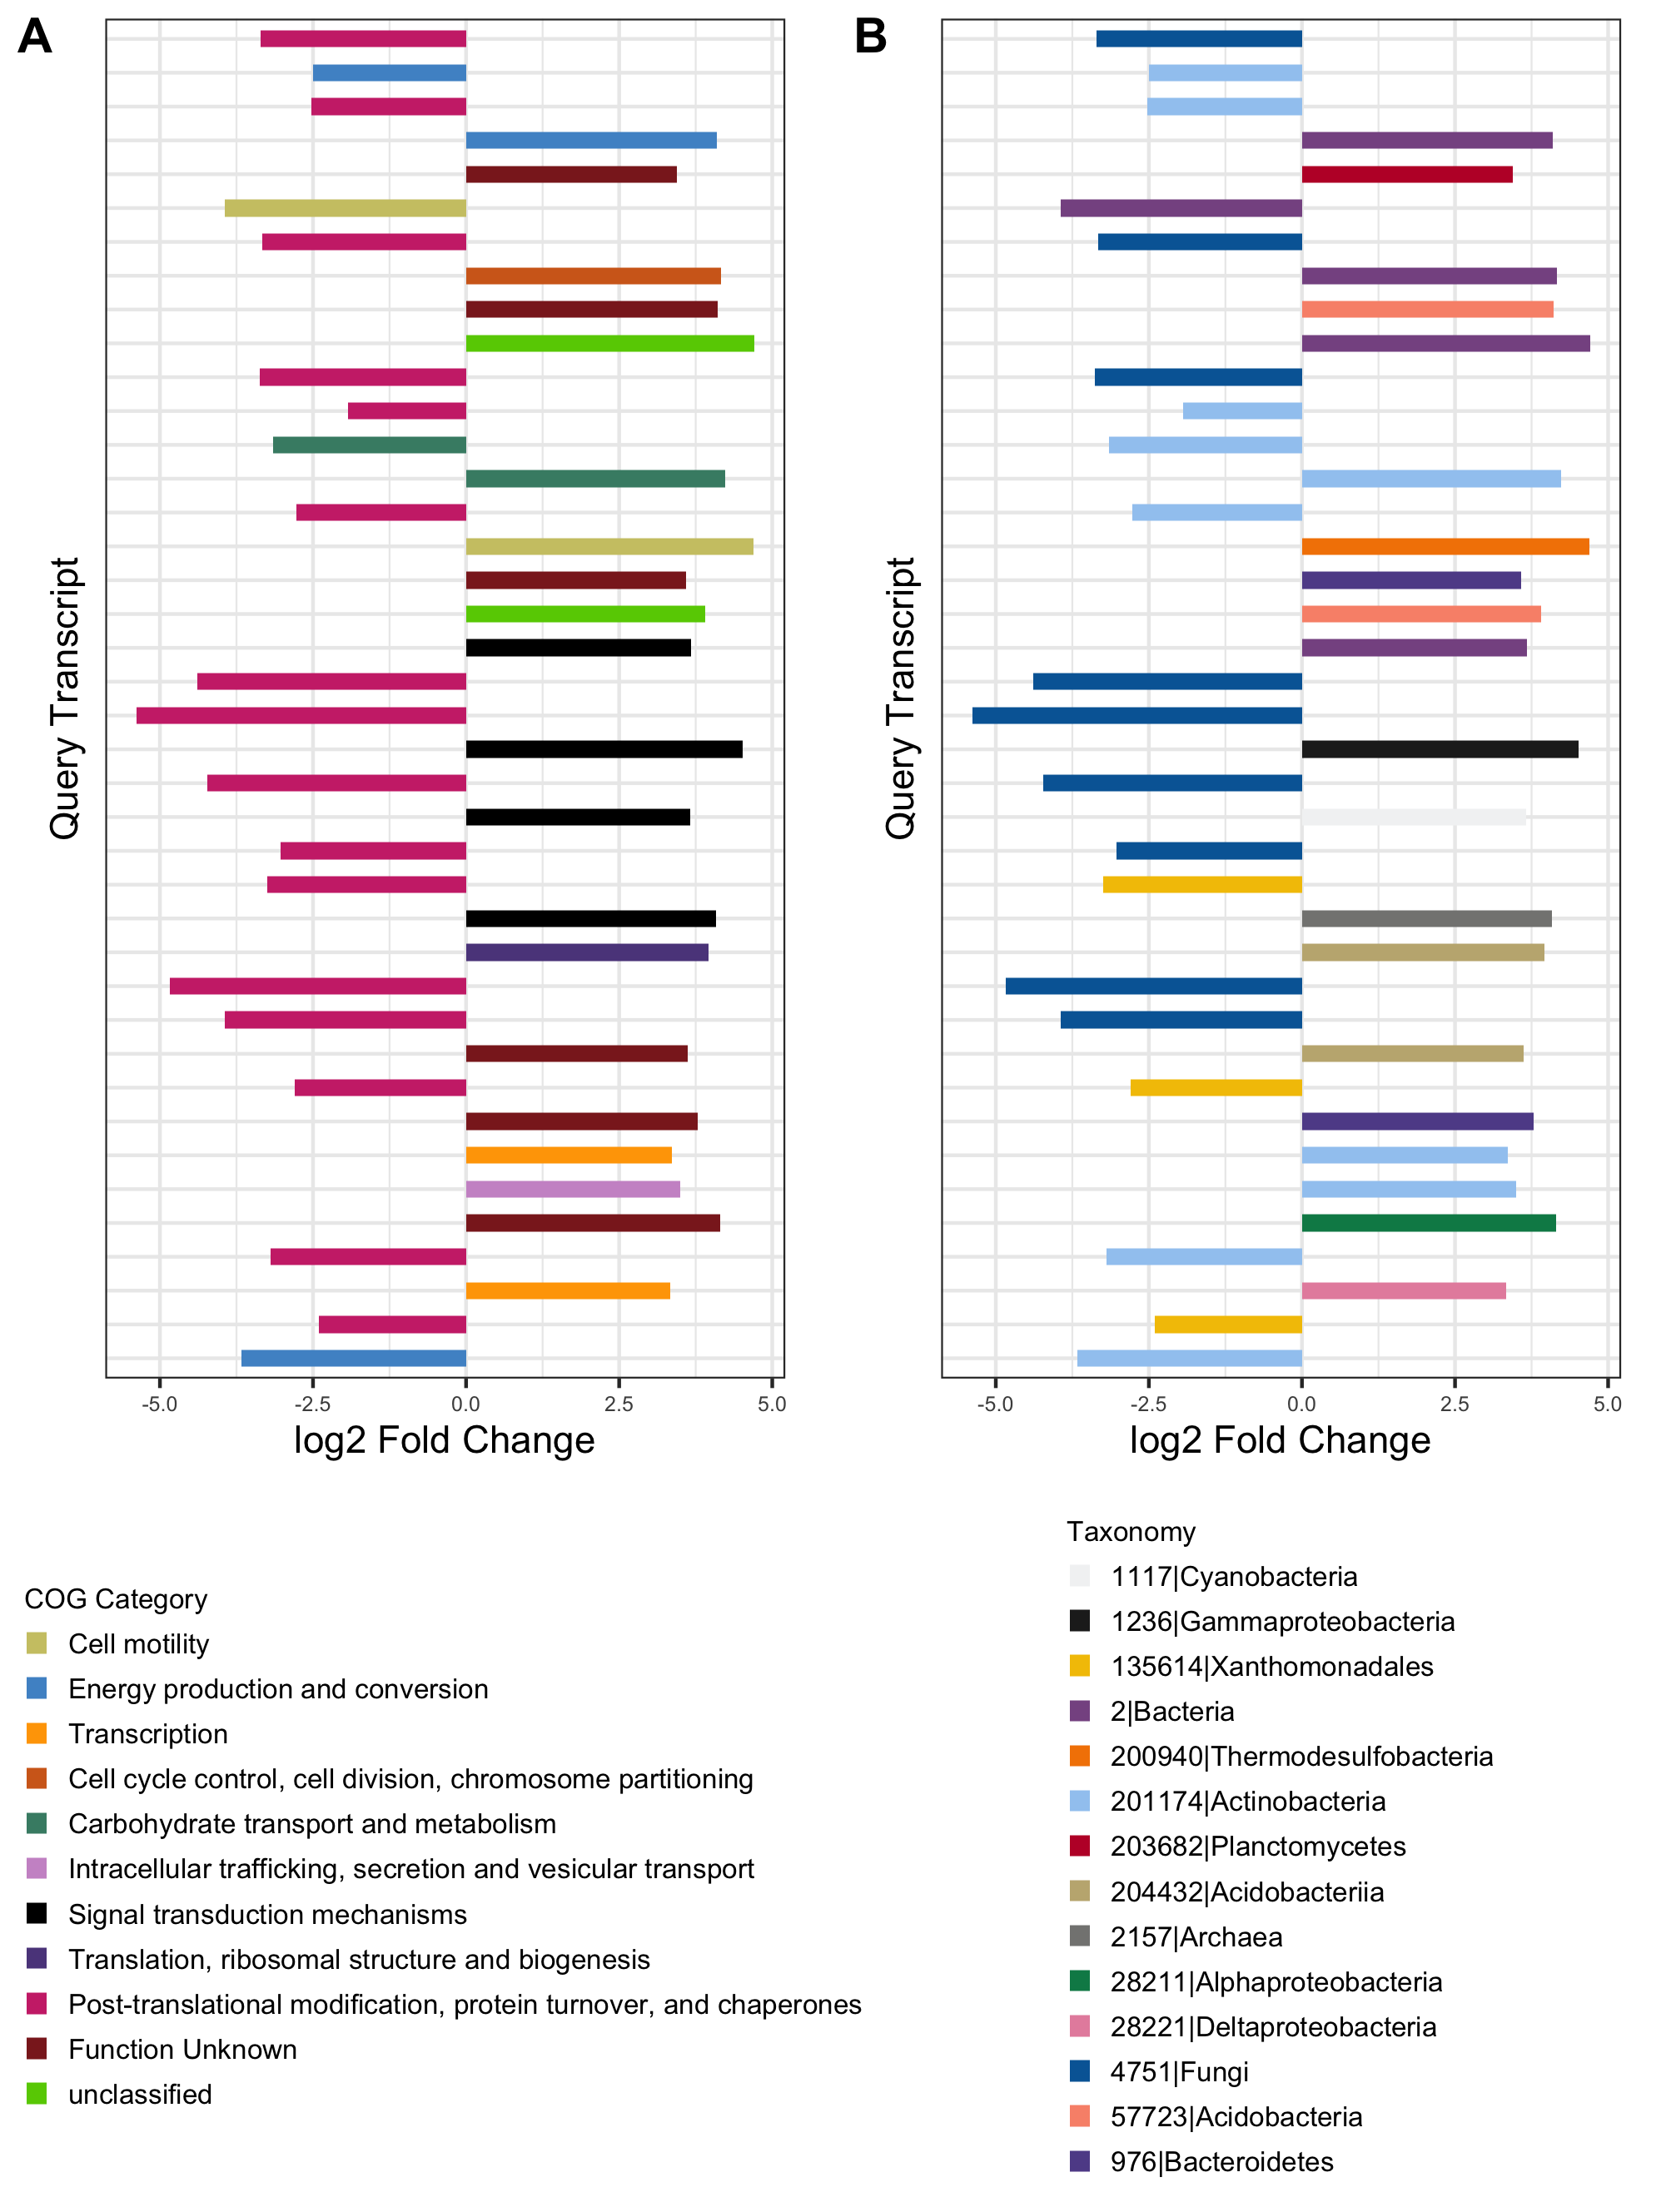 A
B
Query Transcript
Query Transcript
-5.0 -2.5 0.0 2.5 5.0
-5.0 -2.5 0.0 2.5 5.0
log2 Fold Change
log2 Fold Change
COG Category
Cell motility
Energy production and conversion
Transcription
Cell cycle control, cell division, chromosome partitioning
Carbohydrate transport and metabolism
Intracellular trafficking, secretion and vesicular transport
Signal transduction mechanisms
Translation, ribosomal structure and biogenesis
Post-translational modification, protein turnover, and chaperones
Function Unknown
unclassified
Taxonomy
1117|Cyanobacteria
1236|Gammaproteobacteria
135614|Xanthomonadales
2|Bacteria
200940|Thermodesulfobacteria
201174|Actinobacteria
203682|Planctomycetes
204432|Acidobacteriia
2157|Archaea
28211|Alphaproteobacteria
28221|Deltaproteobacteria
4751|Fungi
57723|Acidobacteria
976|Bacteroidetes